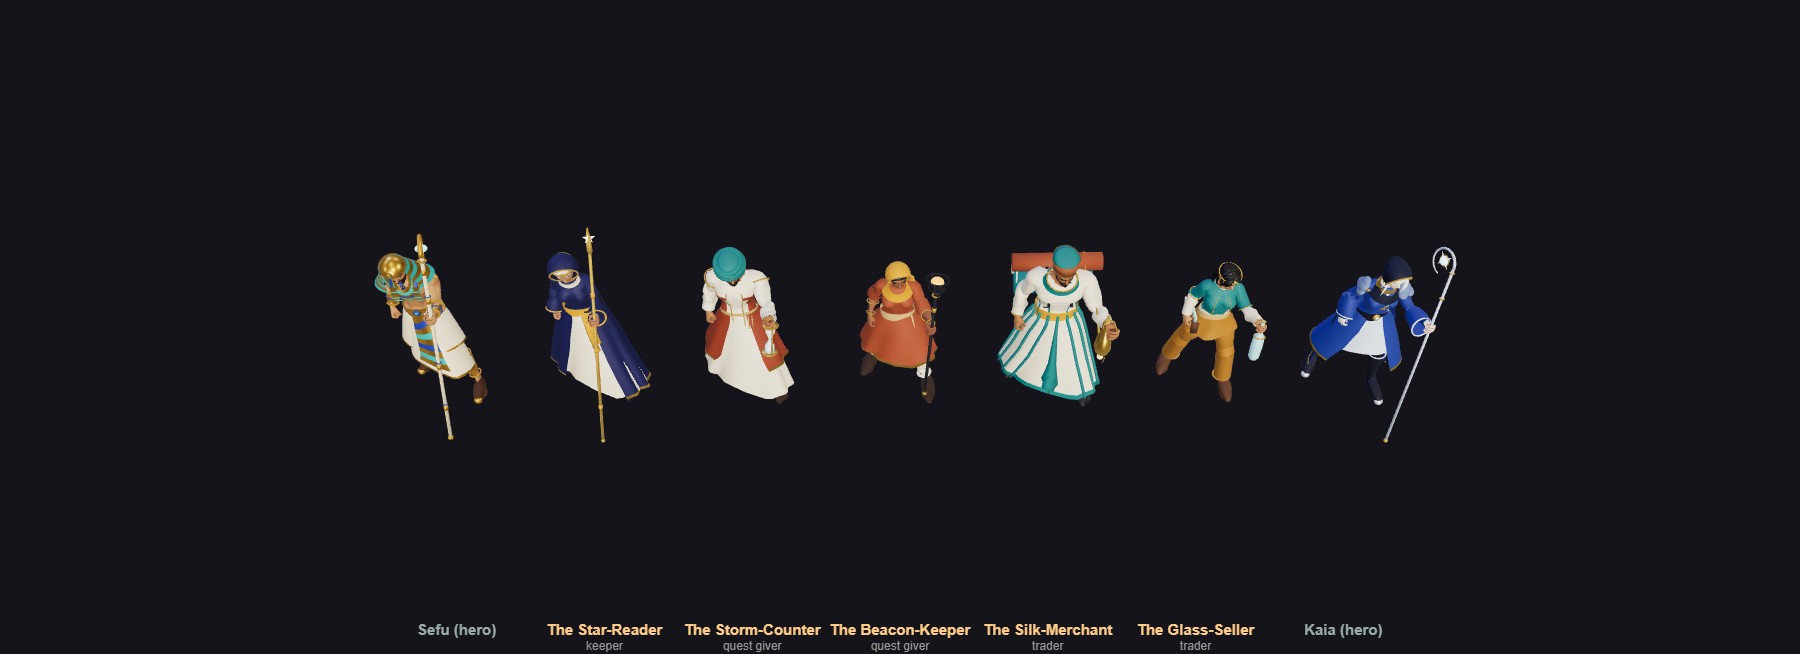 Sefu (hero)
The Star-Reader
keeper
The Storm-Counter
quest giver
The Beacon-Keeper
quest giver
The Silk-Merchant
trader
The Glass-Seller
trader
Kaia (hero)